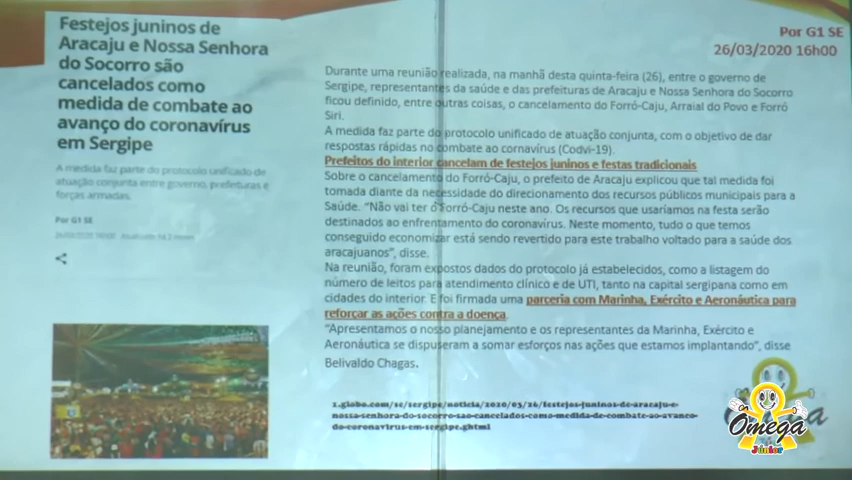 Festejos juninos de
Aracaju e Nossa Senhora
do Socorro são
cancelados como
medida de combate ao
avanço do coronavírus
em Sergipe
A medida faz parte do protocolo unificado de
atuação conjunta entre governo, prefeituras e
forças armadas.
Por G1 SE
Por G1 SE
26/03/2020 16h00
Durante uma reunião realizada, na manhã desta quinta-feira (26), entre o governo de
Sergipe, representantes da saúde e das prefeituras de Aracaju e Nossa Senhora do Socorro
ficou definido, entre outras coisas, o cancelamento do Forró-Caju, Arraial do Povo e Forró
Siri.
A medida faz parte do protocolo unificado de atuação conjunta, com o objetivo de dar
respostas rápidas no combate ao cornavírus (Codvi-19).
Prefeitos do interior cancelam de festejos juninos e festas tradicionais
Sobre o cancelamento do Forró-Caju, o prefeito de Aracaju explicou que tal medida foi
tomada diante da necessidade do direcionamento dos recursos públicos municipais para a
Saúde. “Não vai ter o Forró-Caju neste ano. Os recursos que usaríamos na festa serão
destinados ao enfrentamento do coronavírus. Neste momento, tudo o que temos
conseguido economizar está sendo revertido para este trabalho voltado para a saúde dos
aracajuanos”, disse.
Na reunião, foram expostos dados do protocolo já estabelecidos, como a listagem do
número de leitos para atendimento clínico e de UTI, tanto na capital sergipana como em
cidades do interior. E foi firmada uma parceria com Marinha, Exército e Aeronáutica para
reforçar as ações contra a doença.
“Apresentamos o nosso planejamento e os representantes da Marinha, Exército e
Aeronáutica se dispuseram a somar esforços nas ações que estamos implantando”, disse
Belivaldo Chagas.
1.globo.com/se/sergipe/noticia/2020/03/26/festejos-juninos-de-aracaju-e-
nossa-senhora-do-socorro-sao-cancelados-como-medida-de-combate-ao-avanco-
do-coronavirus-em-sergipe.ghtml
Ômega
Júnior